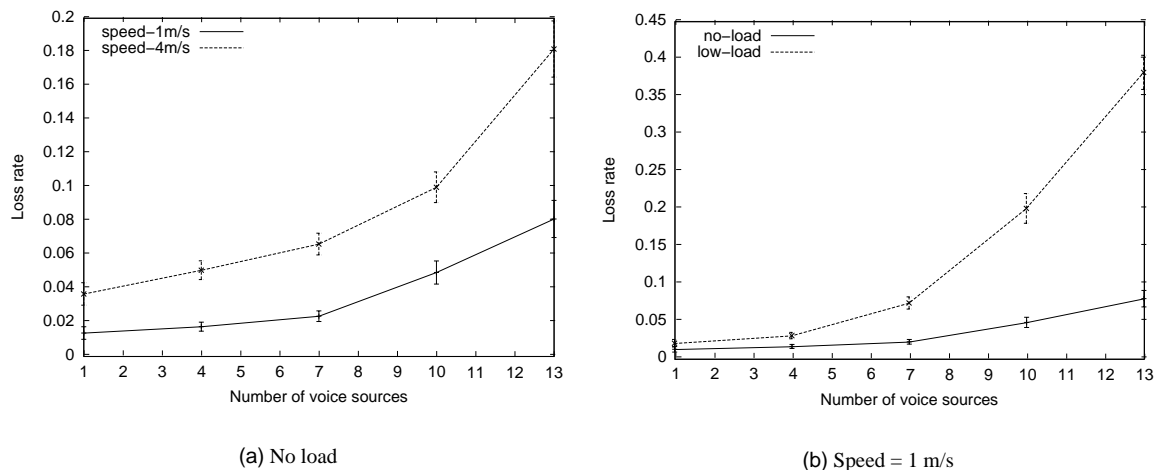 0.2
0.18
0.16
0.14
0.12
0.1
0.08
0.06
0.04
0.02
0
Loss rate
speed−1m/s
speed−4m/s
1 2 3 4 5 6 7 8 9 10 11 12 13
Number of voice sources
(a) No load
0.45
0.4
0.35
0.3
0.25
0.2
0.15
0.1
0.05
0
Loss rate
no−load
low−load
1 2 3 4 5 6 7 8 9 10 11 12 13
Number of voice sources
(b) Speed = 1 m/s